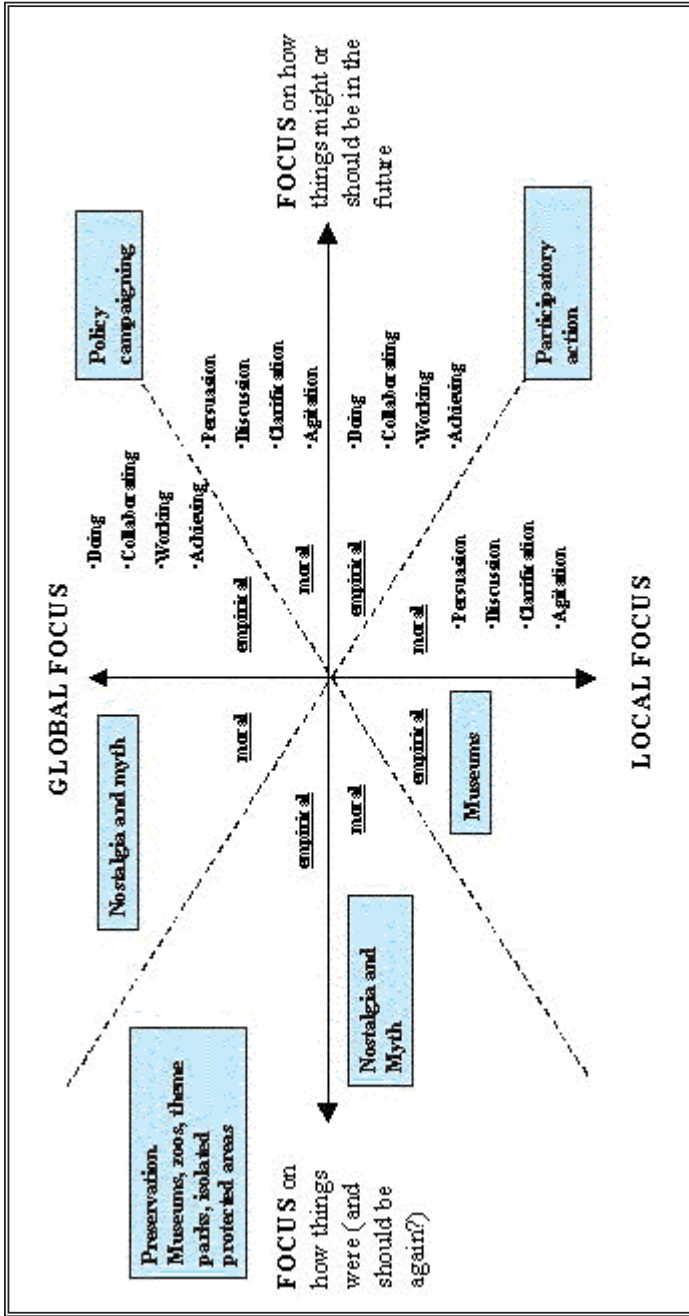 GLOBAL FOCUS
Preservation.
Museums, zoos, theme
parks, isolated
protected areas
Nostalgia and myth
moral
empirical
empirical
moral
•Doing
•Collaborating
•Working
•Achieving
•Persuasion
•Discussion
•Clarification
•Agitation
Policy
campaigning
FOCUS on
how things
were (and
should be
again?)
FOCUS on how
things might or
should be in the
future
Nostalgia and
Myth
moral
empirical
Museums
moral
empirical
•Persuasion
•Discussion
•Clarification
•Agitation
•Doing
•Collaborating
•Working
•Achieving
Participatory
action
LOCAL FOCUS